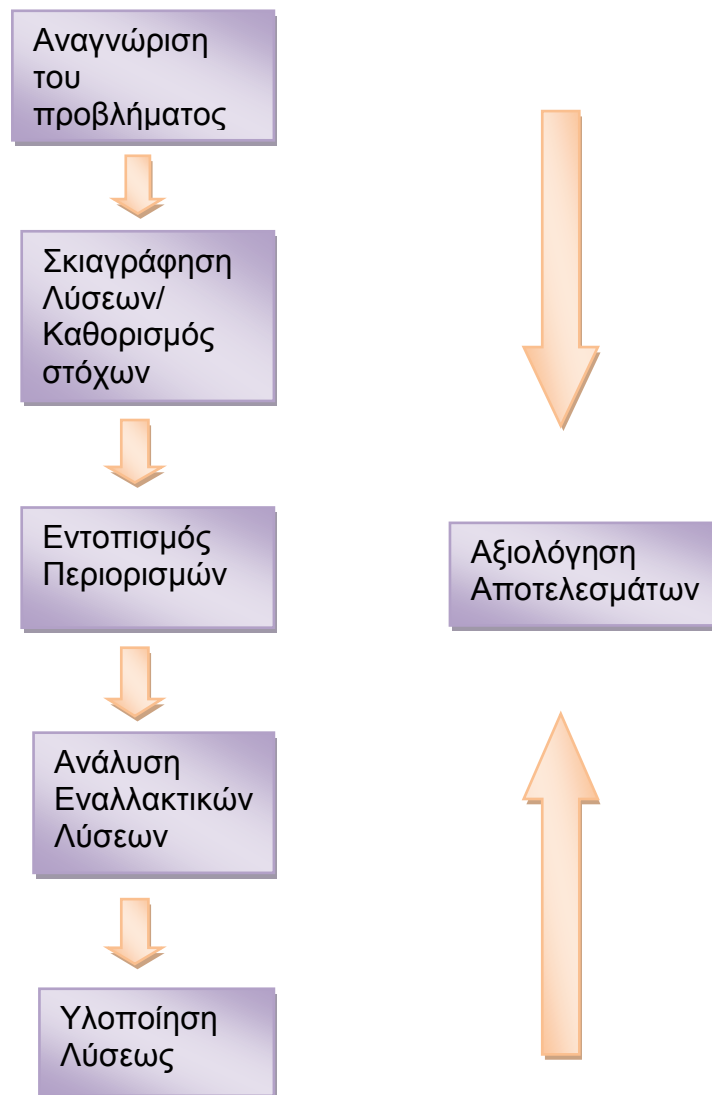 Αναγνώριση
του
προβλήματος
Σκιαγράφηση
Λύσεων/
Καθορισμός
στόχων
Εντοπισμός
Περιορισμών
Αξιολόγηση
Αποτελεσμάτων
Ανάλυση
Εναλλακτικών
Λύσεων
Υλοποίηση
Λύσεως